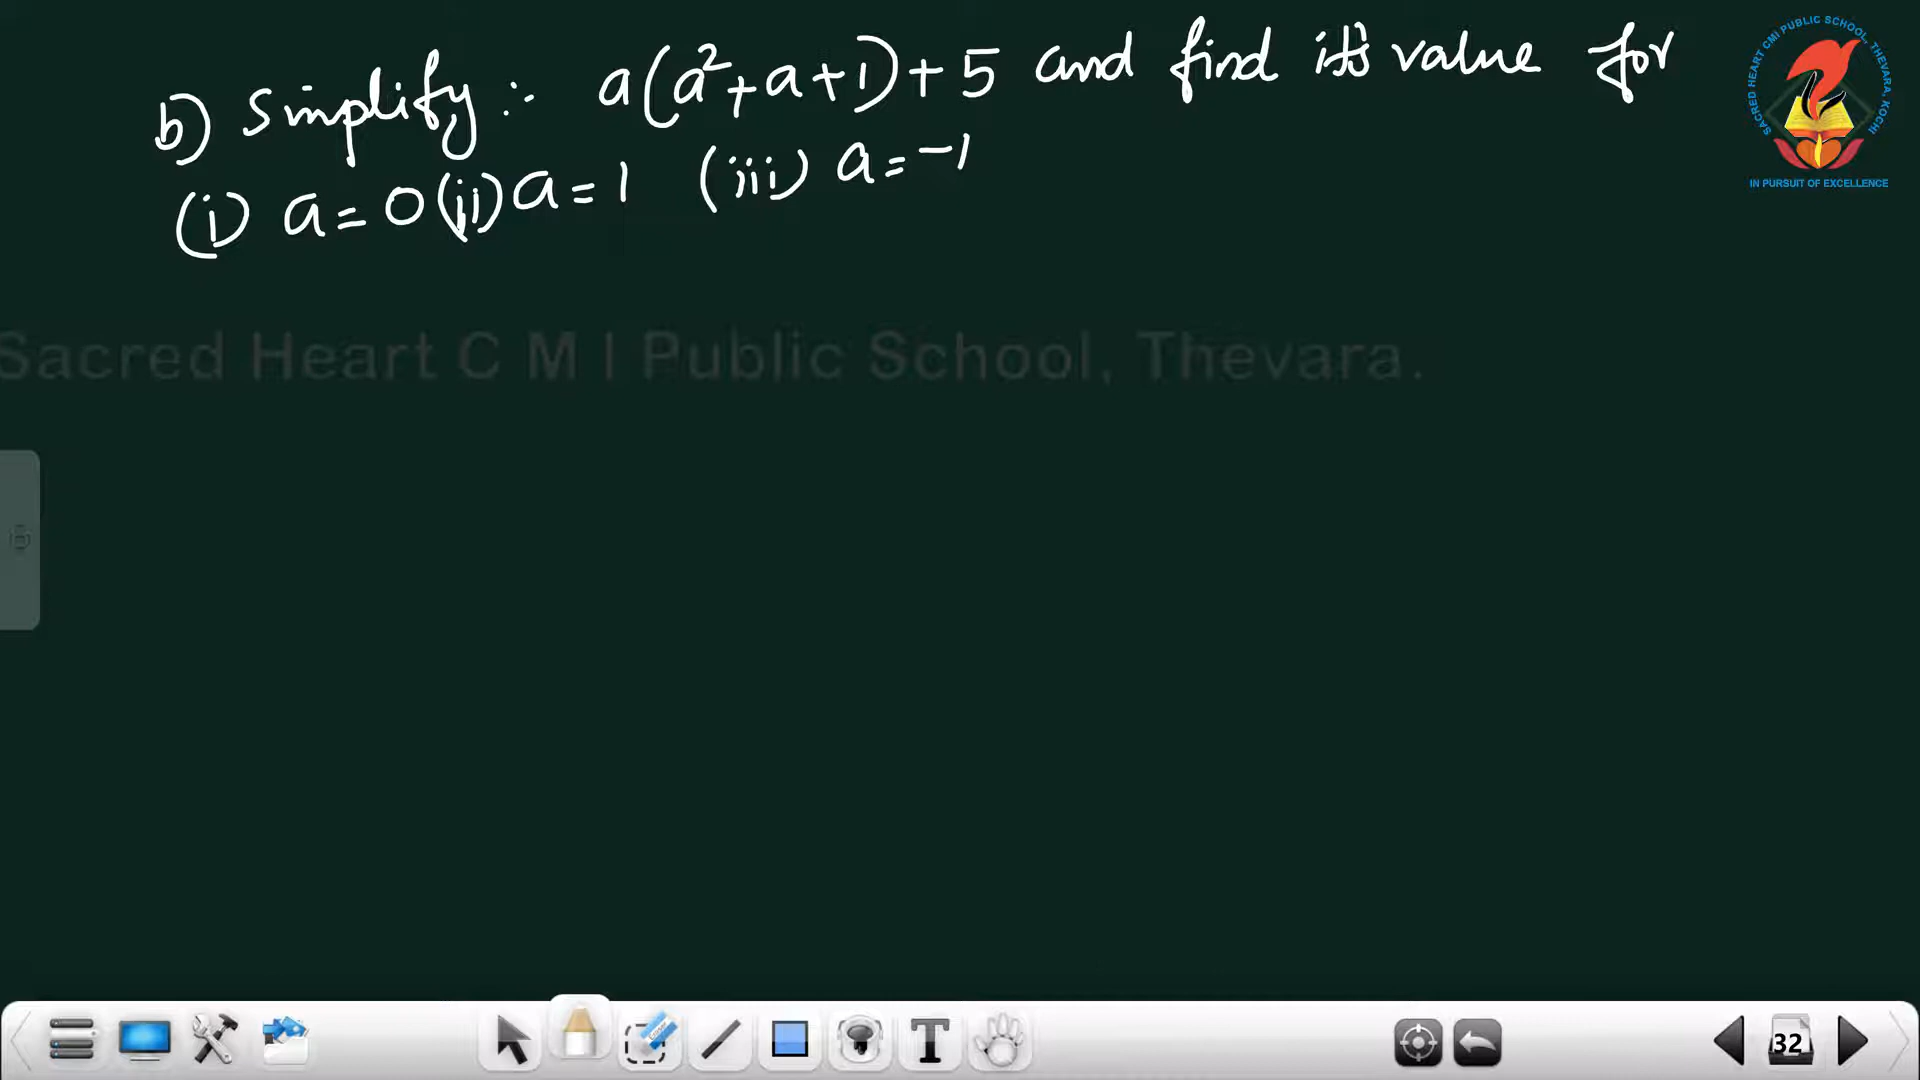 b) Simplify :- a(a²+a+1)+5 and find it's value for
(i) a=0 (ii) a=1 (iii) a=-1
SACRED HEART CMI PUBLIC SCHOOL, THEVARA, KOCHI
IN PURSUIT OF EXCELLENCE
Sacred Heart C M I Public School, Thevara.
T
32